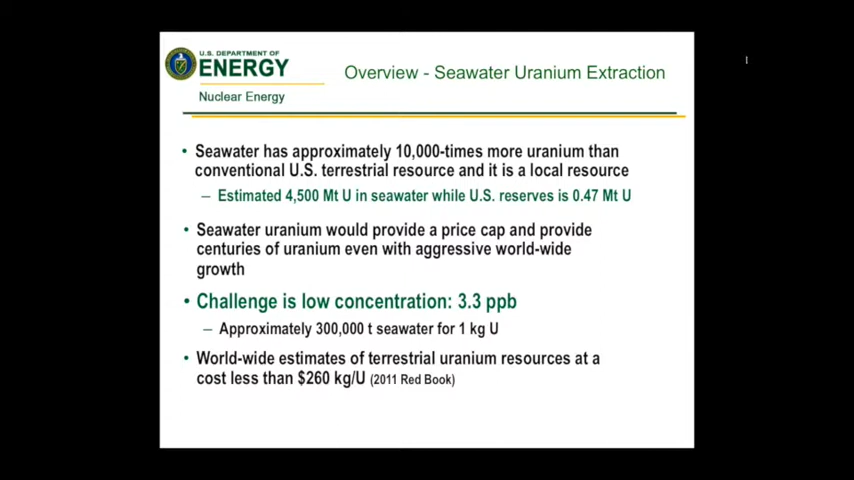 U.S. DEPARTMENT OF
ENERGY
Nuclear Energy
Overview - Seawater Uranium Extraction
• Seawater has approximately 10,000-times more uranium than
conventional U.S. terrestrial resource and it is a local resource
– Estimated 4,500 Mt U in seawater while U.S. reserves is 0.47 Mt U
• Seawater uranium would provide a price cap and provide
centuries of uranium even with aggressive world-wide
growth
• Challenge is low concentration: 3.3 ppb
– Approximately 300,000 t seawater for 1 kg U
• World-wide estimates of terrestrial uranium resources at a
cost less than $260 kg/U (2011 Red Book)